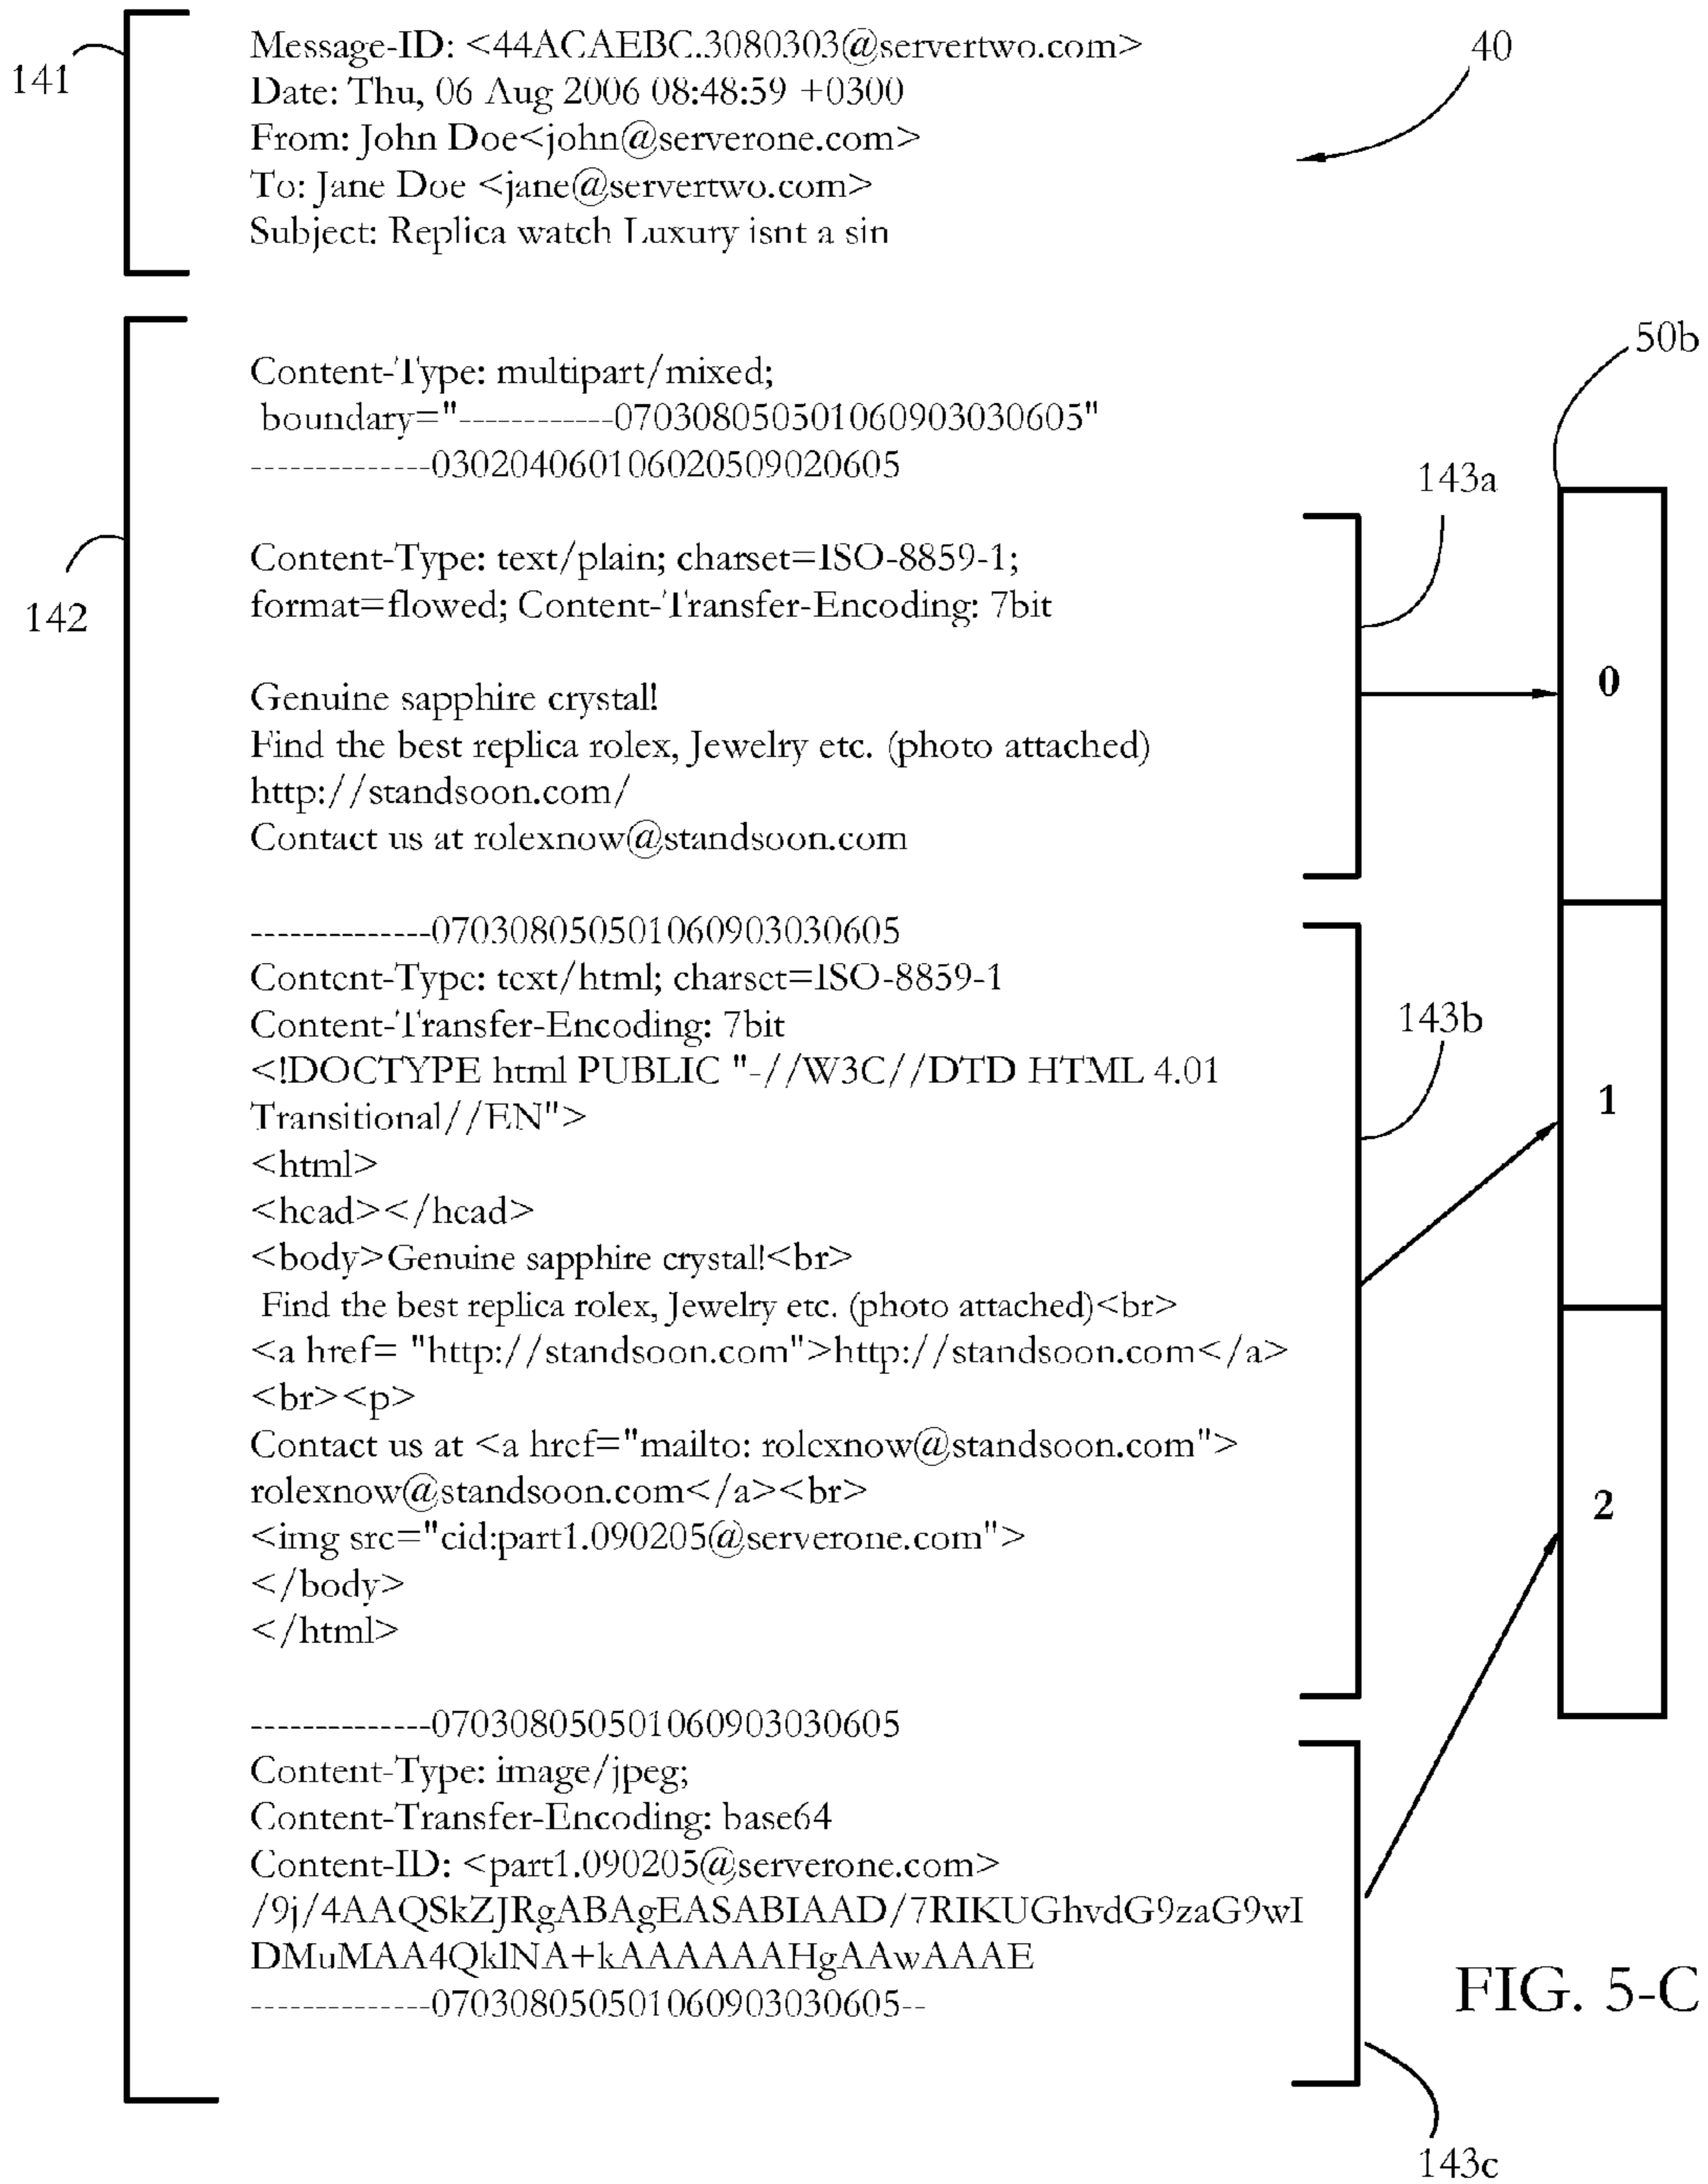 141
Message-ID: <44ACAEBC.3080303@servertwo.com>
Date: Thu, 06 Aug 2006 08:48:59 +0300
From: John Doe<john@serverone.com>
To: Jane Doe <jane@servertwo.com>
Subject: Replica watch Luxury isnt a sin
40
142
Content-Type: multipart/mixed;
boundary="------------070308050501060903030605"
--------------030204060106020509020605
50b
143a
Content-Type: text/plain; charset=ISO-8859-1;
format=flowed; Content-Transfer-Encoding: 7bit
Genuine sapphire crystal!
Find the best replica rolex, Jewelry etc. (photo attached)
http://standsoon.com/
Contact us at rolexnow@standsoon.com
0
--------------070308050501060903030605
Content-Type: text/html; charset=ISO-8859-1
Content-Transfer-Encoding: 7bit
<!DOCTYPE html PUBLIC "-//W3C//DTD HTML 4.01
Transitional//EN">
<html>
<head></head>
<body>Genuine sapphire crystal!<br>
Find the best replica rolex, Jewelry etc. (photo attached)<br>
<a href= "http://standsoon.com">http://standsoon.com</a>
<br><p>
Contact us at <a href="mailto: rolexnow@standsoon.com">
rolexnow@standsoon.com</a><br>
<img src="cid:part1.090205@serverone.com">
</body>
</html>
143b
1
--------------070308050501060903030605
Content-Type: image/jpeg;
Content-Transfer-Encoding: base64
Content-ID: <part1.090205@serverone.com>
/9j/4AAQSkZJRgABAgEASABIAAD/7RIKUGhvdG9zaG9wI
DMuMAA4QklNA+kAAAAAAHgAAwAAAE
--------------070308050501060903030605--
2
143c
FIG. 5-C